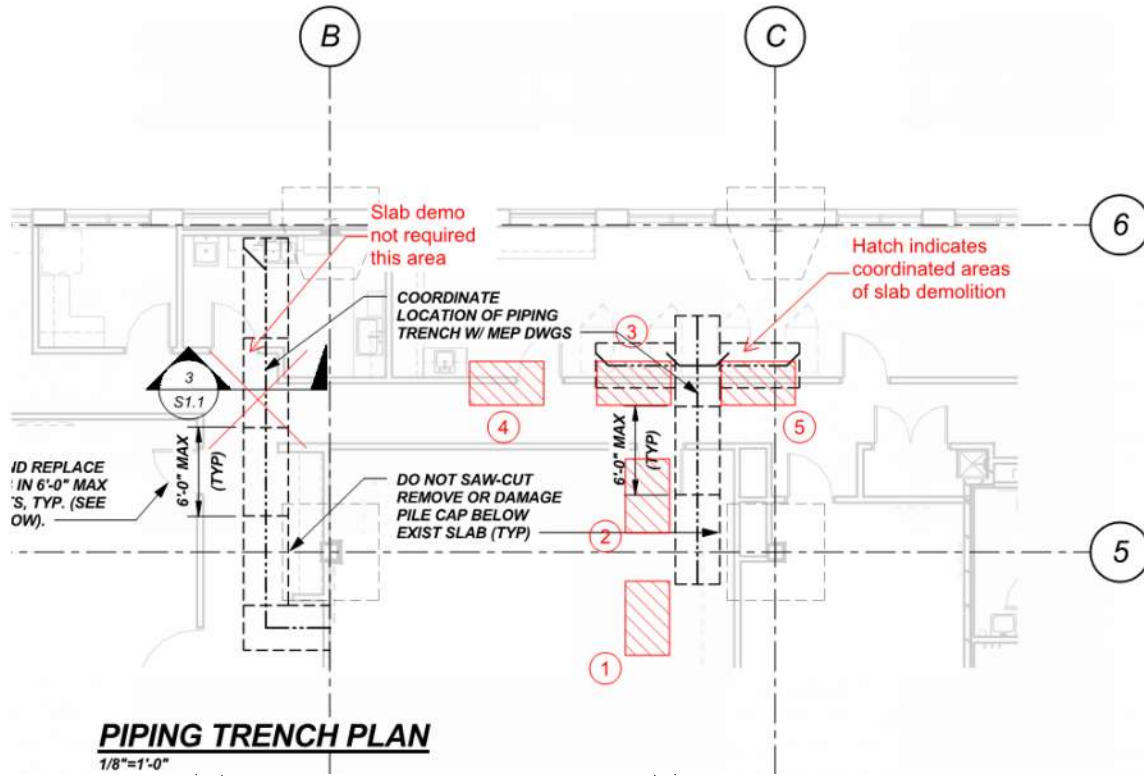 B
C
6
Slab demo
not required
this area
Hatch indicates
coordinated areas
of slab demolition
COORDINATE
LOCATION OF PIPING
TRENCH W/ MEP DWGS
3
3
S1.1
4
5
6'-0" MAX
(TYP)
6'-0" MAX
(TYP)
ND REPLACE
IN 6'-0" MAX
TS, TYP. (SEE
OW).
DO NOT SAW-CUT
REMOVE OR DAMAGE
PILE CAP BELOW
EXIST SLAB (TYP)
2
5
1
PIPING TRENCH PLAN
1/8"=1'-0"